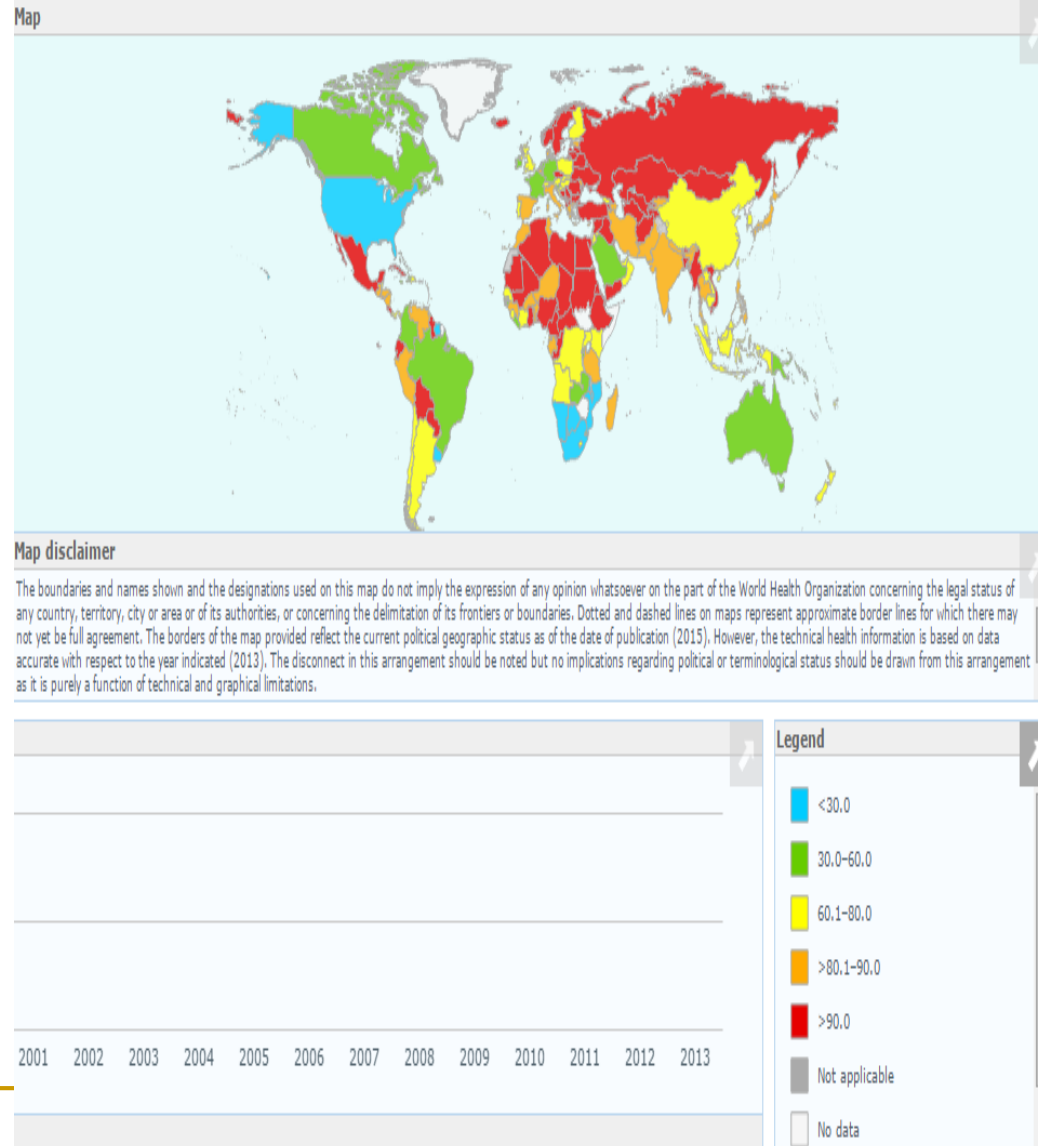 Map
Map disclaimer
The boundaries and names shown and the designations used on this map do not imply the expression of any opinion whatsoever on the part of the World Health Organization concerning the legal status of
any country, territory, city or area or of its authorities, or concerning the delimitation of its frontiers or boundaries. Dotted and dashed lines on maps represent approximate border lines for which there may
not yet be full agreement. The borders of the map provided reflect the current political geographic status as of the date of publication (2015). However, the technical health information is based on data
accurate with respect to the year indicated (2013). The disconnect in this arrangement should be noted but no implications regarding political or terminological status should be drawn from this arrangement
as it is purely a function of technical and graphical limitations.
Legend
<30.0
30.0-60.0
60.1-80.0
>80.1-90.0
>90.0
Not applicable
No data
2001 2002 2003 2004 2005 2006 2007 2008 2009 2010 2011 2012 2013